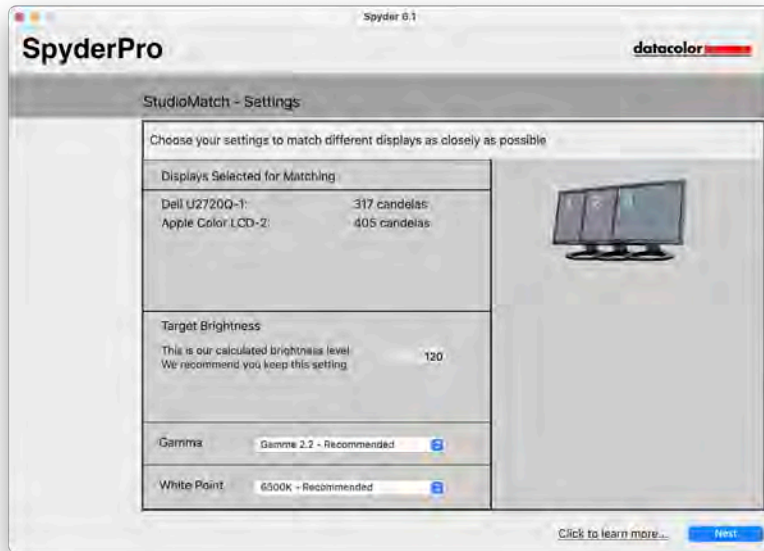 Spyder 6.1
SpyderPro
datacolor
StudioMatch - Settings
Choose your settings to match different displays as closely as possible
Displays Selected for Matching
Dell U2720Q-1: 317 candelas
Apple Color LCD-2: 405 candelas
1 2 3
Target Brightness
This is our calculated brightness level
We recommend you keep this setting
120
Gamma Gamma 2.2 - Recommended
White Point 6500K - Recommended
Click to learn more... Next